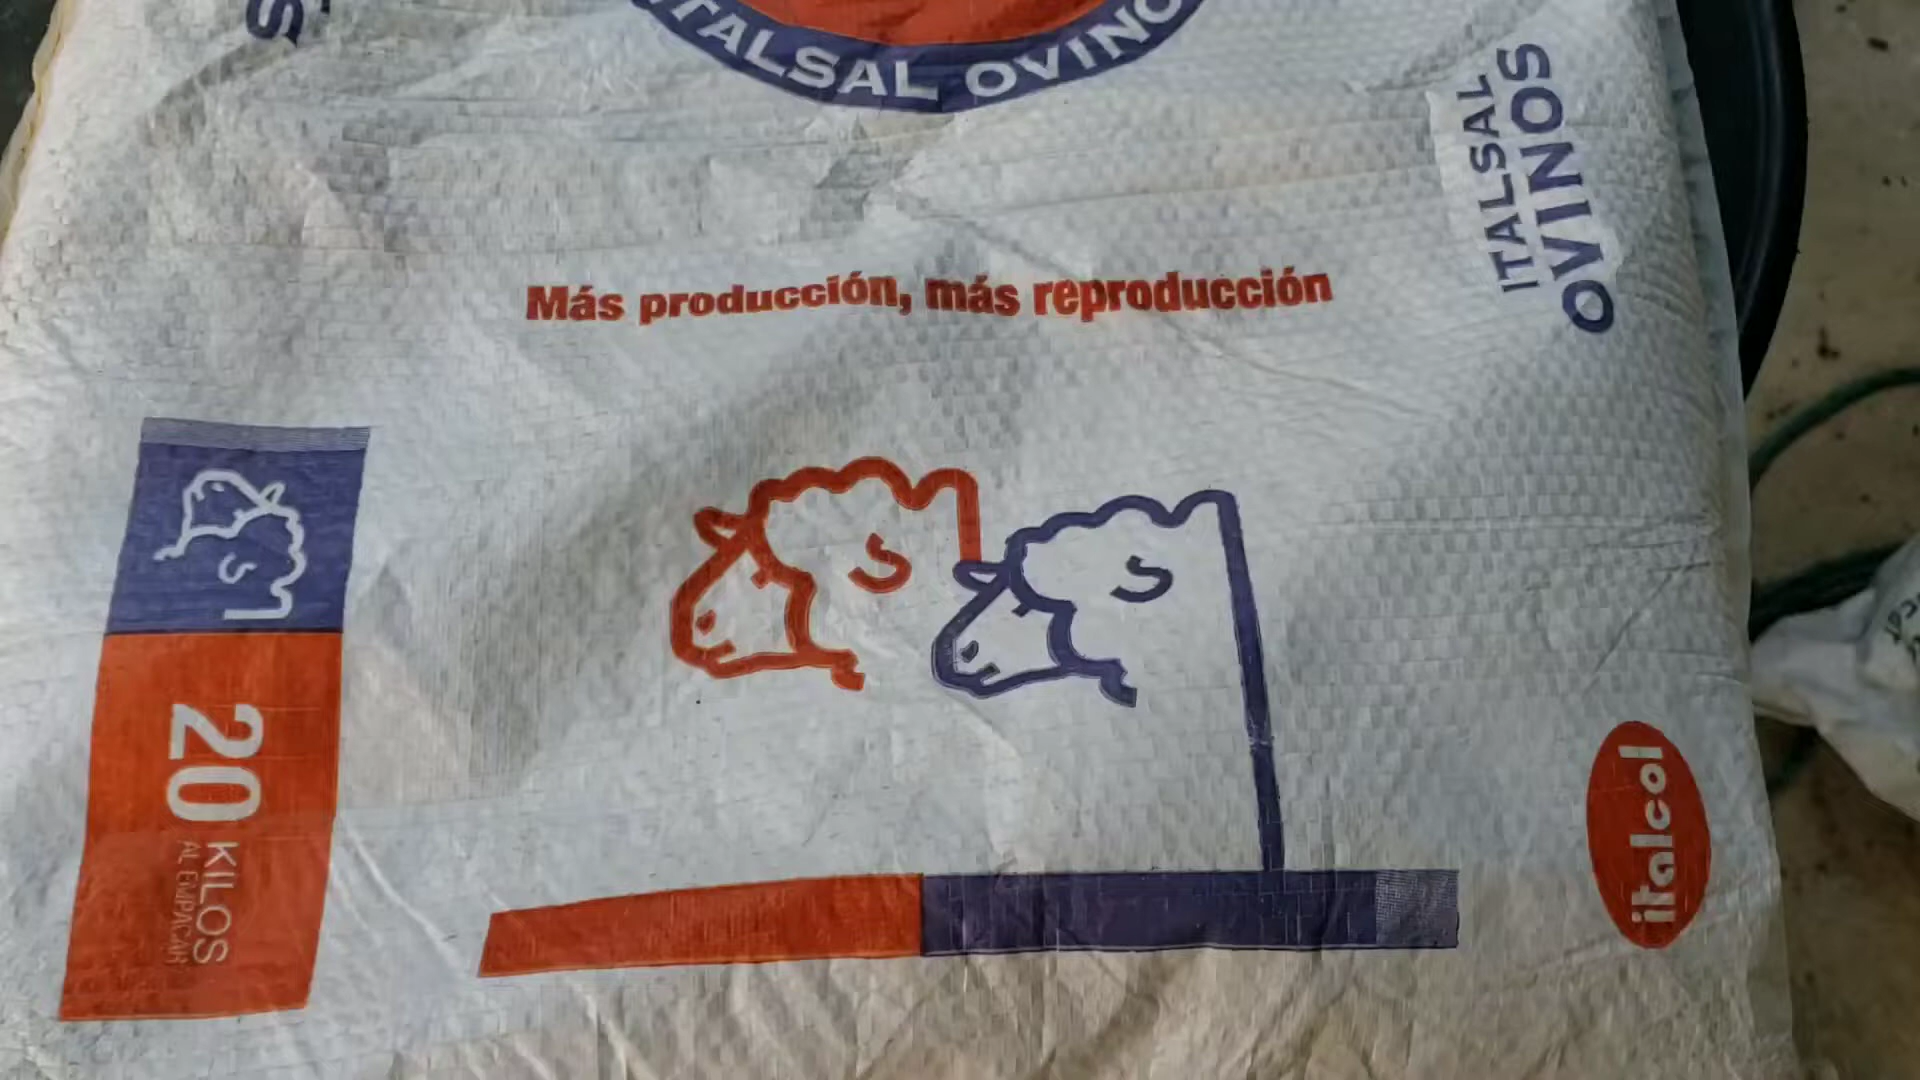 ITALSAL OVINOS
ITALSAL
OVINOS
Más producción, más reproducción
20
KILOS
AL EMPACAR
italcol